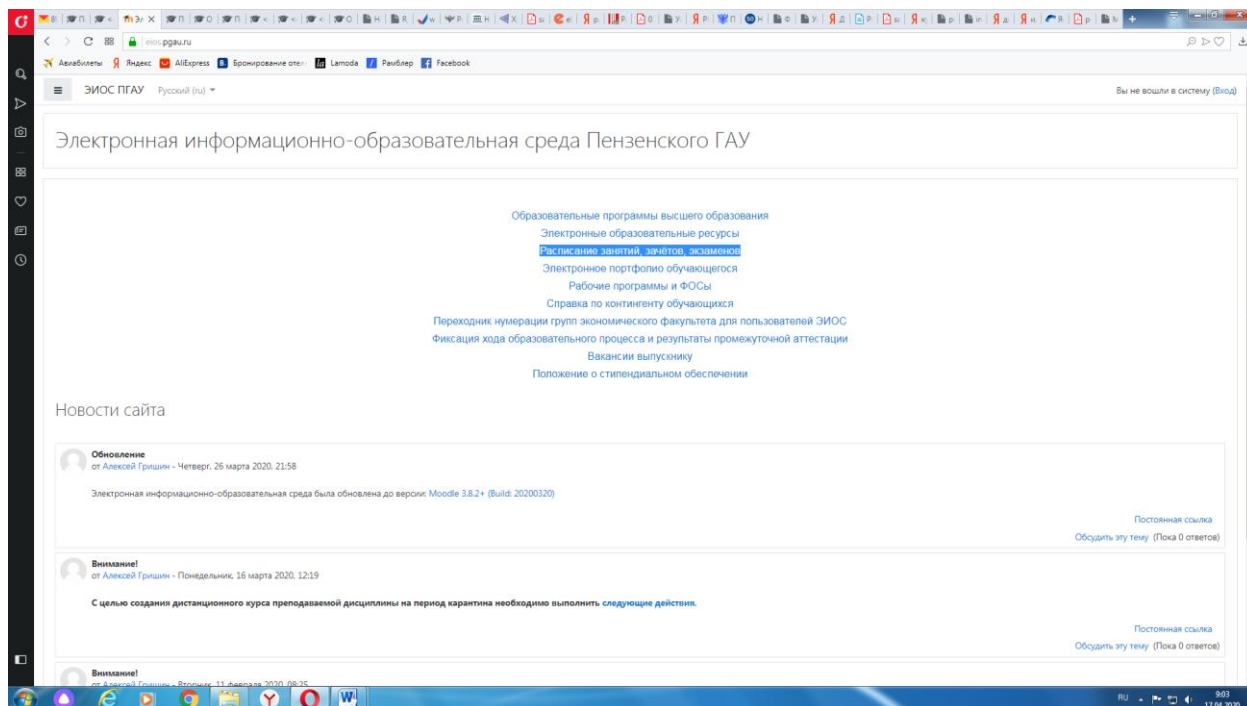 eios.pgau.ru
Авиабилеты Яндекс AliExpress Бронирование отел Lamoda Рамблер Facebook
ЭИОС ПГАУ Русский (ru) Вы не вошли в систему (Вход)
Электронная информационно-образовательная среда Пензенского ГАУ
Образовательные программы высшего образования
Электронные образовательные ресурсы
Расписание занятий, зачётов, экзаменов
Электронное портфолио обучающегося
Рабочие программы и ФОСы
Справка по контингенту обучающихся
Переходник нумерации групп экономического факультета для пользователей ЭИОС
Фиксация хода образовательного процесса и результаты промежуточной аттестации
Вакансии выпускнику
Положение о стипендиальном обеспечении
Новости сайта
Обновление
от Алексей Гришин - Четверг, 26 марта 2020, 21:58
Электронная информационно-образовательная среда была обновлена до версии: Moodle 3.8.2+ (Build: 20200320)
Постоянная ссылка
Обсудить эту тему (Пока 0 ответов)
Внимание!
от Алексей Гришин - Понедельник, 16 марта 2020, 12:19
С целью создания дистанционного курса преподаваемой дисциплины на период карантина необходимо выполнить следующие действия.
Постоянная ссылка
Обсудить эту тему (Пока 0 ответов)
Внимание!
от Алексей Гришин - Вторник, 11 февраля 2020, 08:25
RU 9:03
17.04.2020